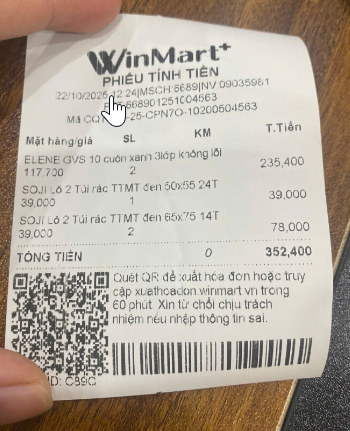 WinMart+
PHIẾU TÍNH TIỀN
22/10/2025 12:24|MSCH:6689|NV:09035961
668901251004563
Mã CQT -25-CPN7O-10200504563
Mặt hàng/giá SL KM T.Tiền
ELENE GVS 10 cuộn xanh 3lớp không lõi
117,700 2 235,400
SOJI Lô 2 Túi rác TTMT đen 50x55 24T
39,000 1 39,000
SOJI Lô 2 Túi rác TTMT đen 65x75 14T
39,000 2 78,000
TỔNG TIỀN 0 352,400
Quét QR để xuất hóa đơn hoặc truy
cập xuathoadon.winmart.vn trong
60 phút. Xin từ chối chịu trách
nhiệm nếu nhập thông tin sai.
ID: C89C